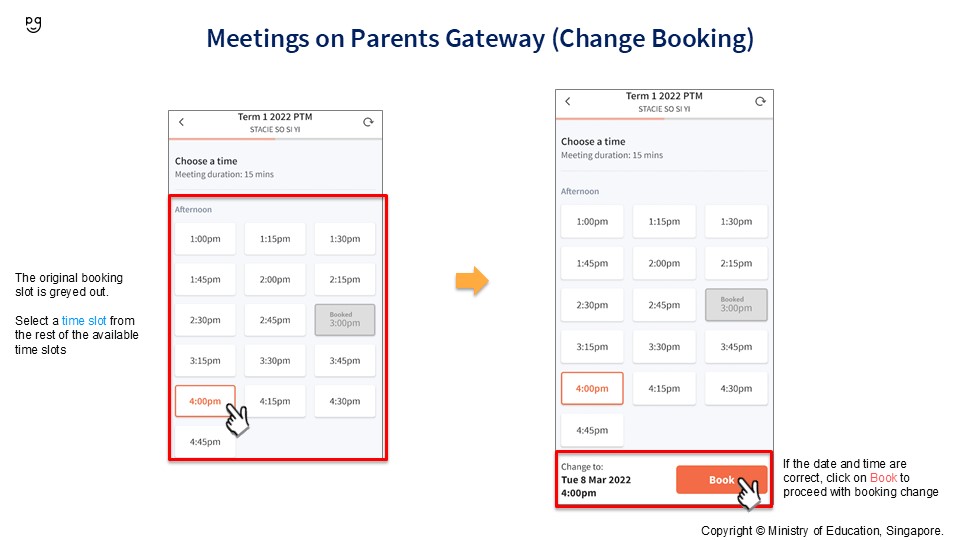 pg
Meetings on Parents Gateway (Change Booking)
The original booking
slot is greyed out.
Select a time slot from
the rest of the available
time slots
Term 1 2022 PTM
STACIE SO SI YI
Choose a time
Meeting duration: 15 mins
Afternoon
1:00pm 1:15pm 1:30pm
1:45pm 2:00pm 2:15pm
2:30pm 2:45pm Booked 3:00pm
3:15pm 3:30pm 3:45pm
4:00pm 4:15pm 4:30pm
4:45pm
Term 1 2022 PTM
STACIE SO SI YI
Choose a time
Meeting duration: 15 mins
Afternoon
1:00pm 1:15pm 1:30pm
1:45pm 2:00pm 2:15pm
2:30pm 2:45pm Booked 3:00pm
3:15pm 3:30pm 3:45pm
4:00pm 4:15pm 4:30pm
4:45pm
Change to:
Tue 8 Mar 2022
4:00pm
Book
If the date and time are
correct, click on Book to
proceed with booking change
Copyright © Ministry of Education, Singapore.